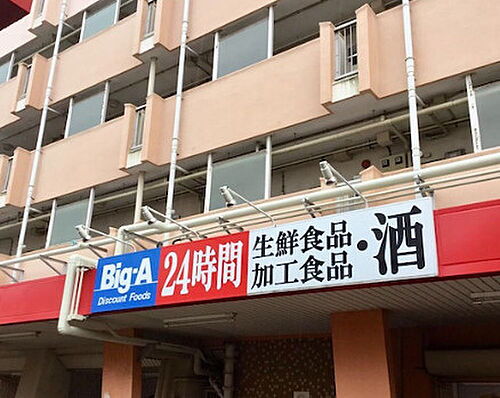 Big-A
Discount Foods
24時間
生鮮食品
加工食品
・酒